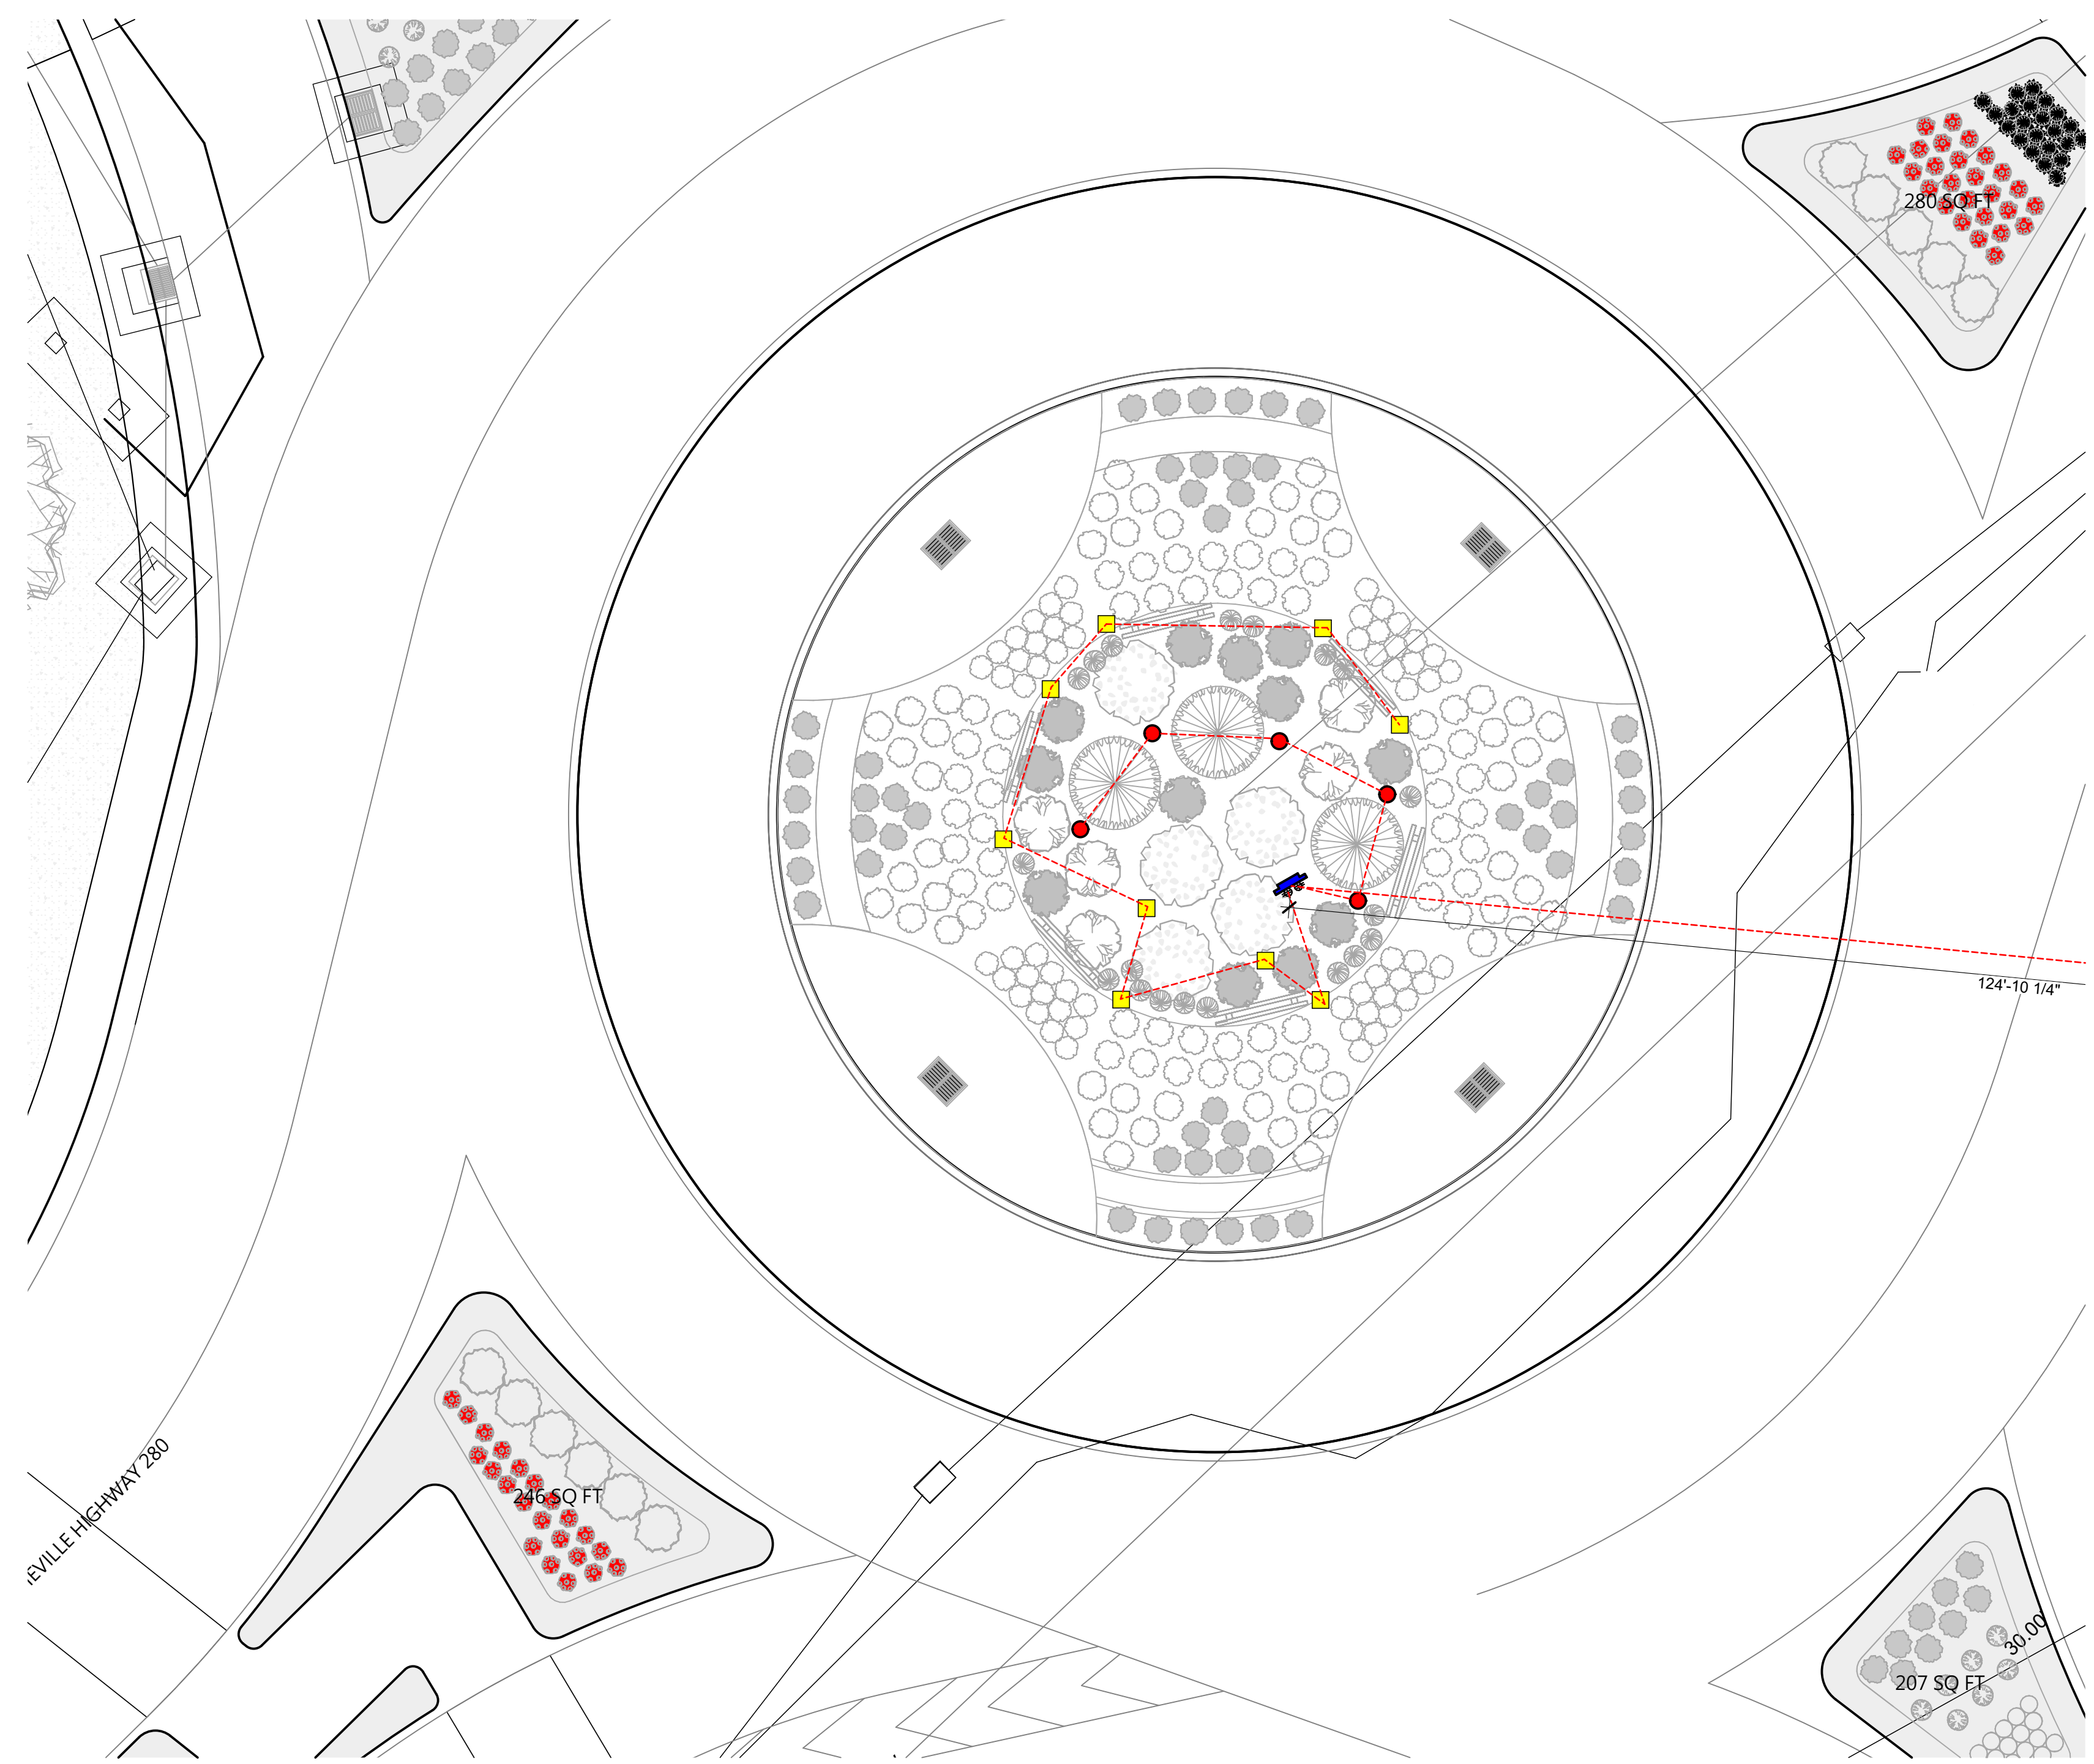 280 SQ FT
124'-10 1/4"
EVILLE HIGHWAY 280
246 SQ FT
30.00'
207 SQ FT